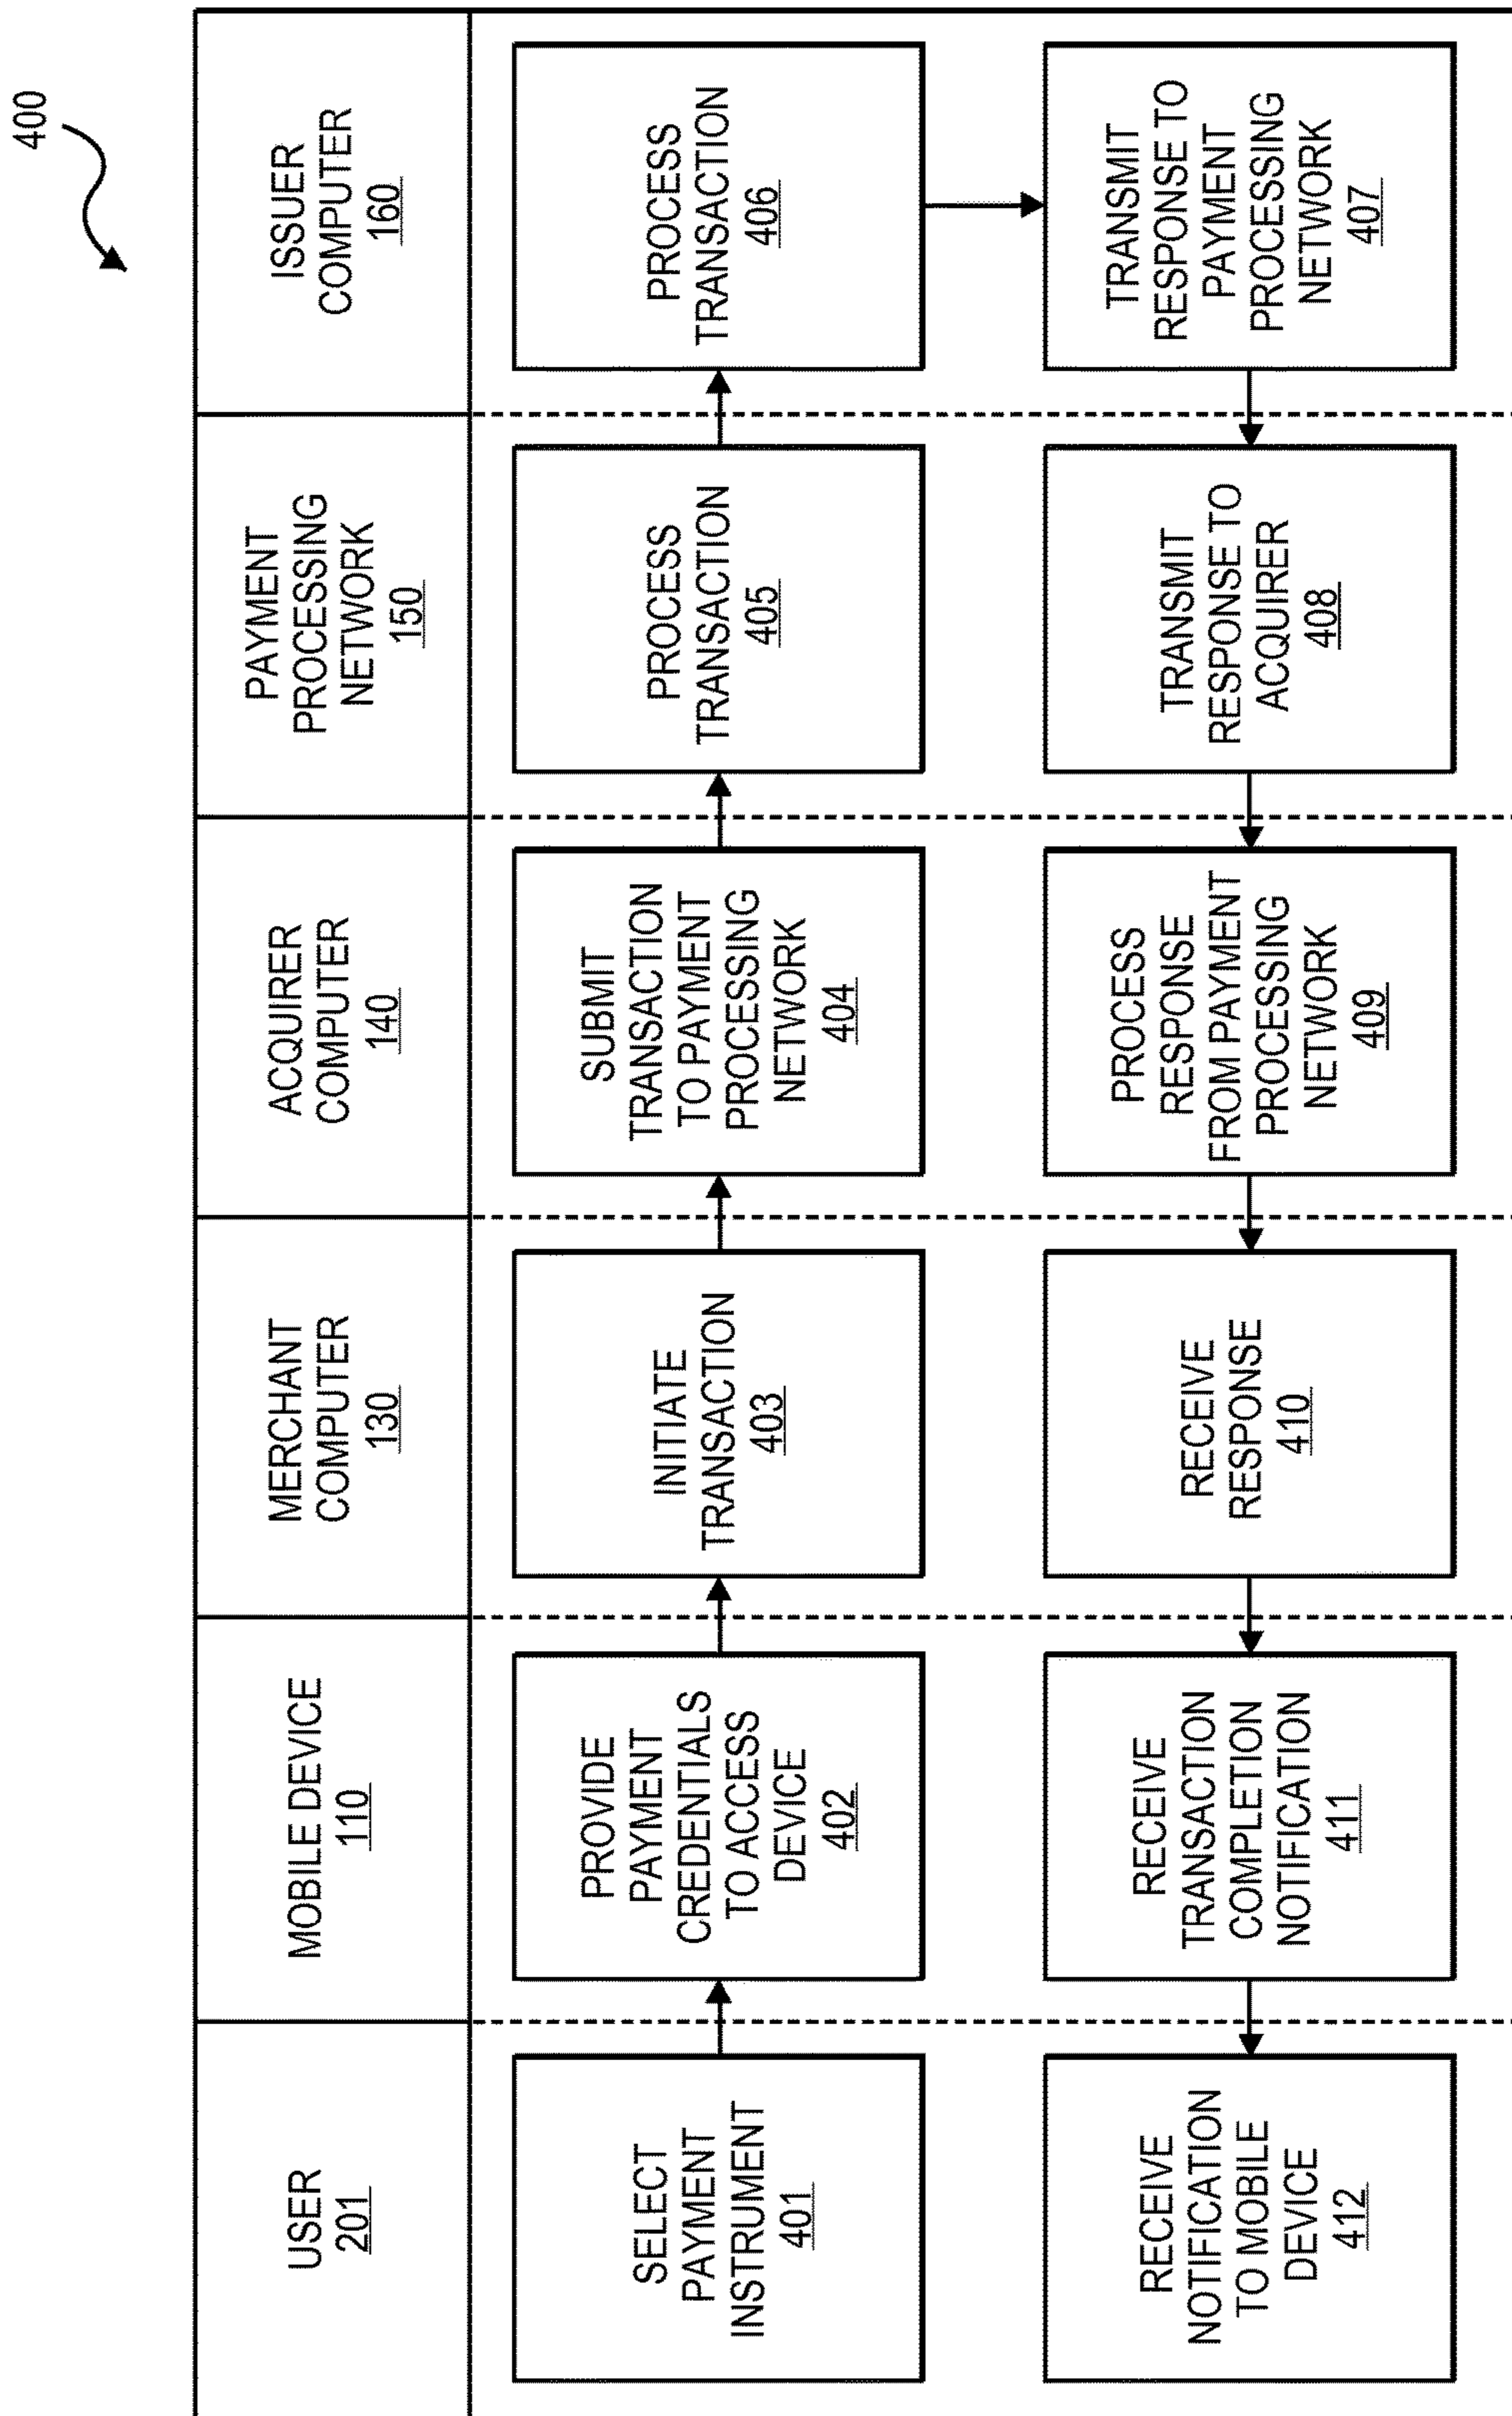 400
USER
201
MOBILE DEVICE
110
MERCHANT
COMPUTER
130
ACQUIRER
COMPUTER
140
PAYMENT
PROCESSING
NETWORK
150
ISSUER
COMPUTER
160
SELECT
PAYMENT
INSTRUMENT
401
PROVIDE
PAYMENT
CREDENTIALS
TO ACCESS
DEVICE
402
INITIATE
TRANSACTION
403
SUBMIT
TRANSACTION
TO PAYMENT
PROCESSING
NETWORK
404
PROCESS
TRANSACTION
405
PROCESS
TRANSACTION
406
RECEIVE
NOTIFICATION
TO MOBILE
DEVICE
412
RECEIVE
TRANSACTION
COMPLETION
NOTIFICATION
411
RECEIVE
RESPONSE
410
PROCESS
RESPONSE
FROM PAYMENT
PROCESSING
NETWORK
409
TRANSMIT
RESPONSE TO
ACQUIRER
408
TRANSMIT
RESPONSE TO
PAYMENT
PROCESSING
NETWORK
407